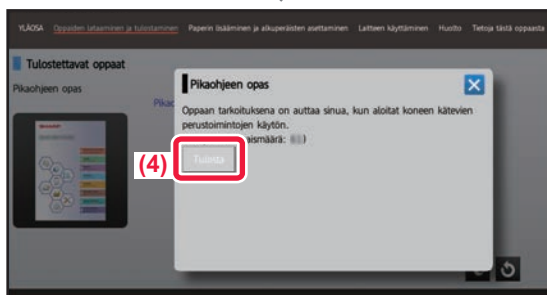 YLÄOSA Oppaiden lataaminen ja tulostaminen Paperin lisääminen ja alkuperäisten asettaminen Laitteen käyttäminen Huolto Tietoja tästä oppaasta
Tulostettavat oppaat
Pikaohjeen opas
Pikaohjeen opas
Oppaan tarkoituksena on auttaa sinua, kun aloitat koneen kätevien
perustoimintojen käytön.
aismäärä: )
(4)
Tulosta